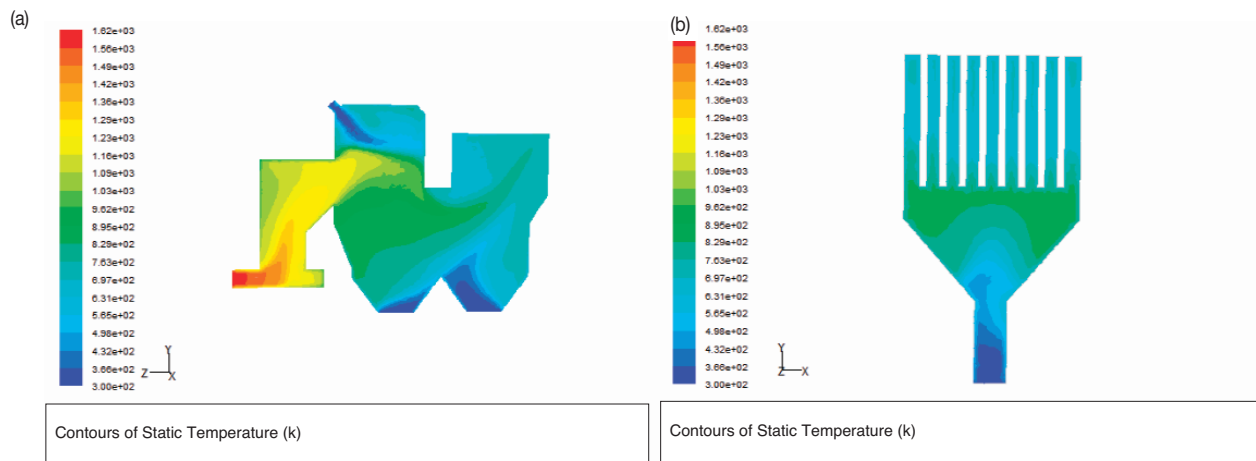 (a)
1.62e+03
1.56e+03
1.49e+03
1.42e+03
1.36e+03
1.29e+03
1.23e+03
1.16e+03
1.09e+03
1.03e+03
9.62e+02
8.95e+02
8.29e+02
7.63e+02
6.97e+02
6.31e+02
5.65e+02
4.98e+02
4.32e+02
3.66e+02
3.00e+02
Y
Z X
Contours of Static Temperature (k)
(b)
1.62e+03
1.56e+03
1.49e+03
1.42e+03
1.36e+03
1.29e+03
1.23e+03
1.16e+03
1.09e+03
1.03e+03
9.62e+02
8.95e+02
8.29e+02
7.63e+02
6.97e+02
6.31e+02
5.65e+02
4.98e+02
4.32e+02
3.66e+02
3.00e+02
Y
Z X
Contours of Static Temperature (k)